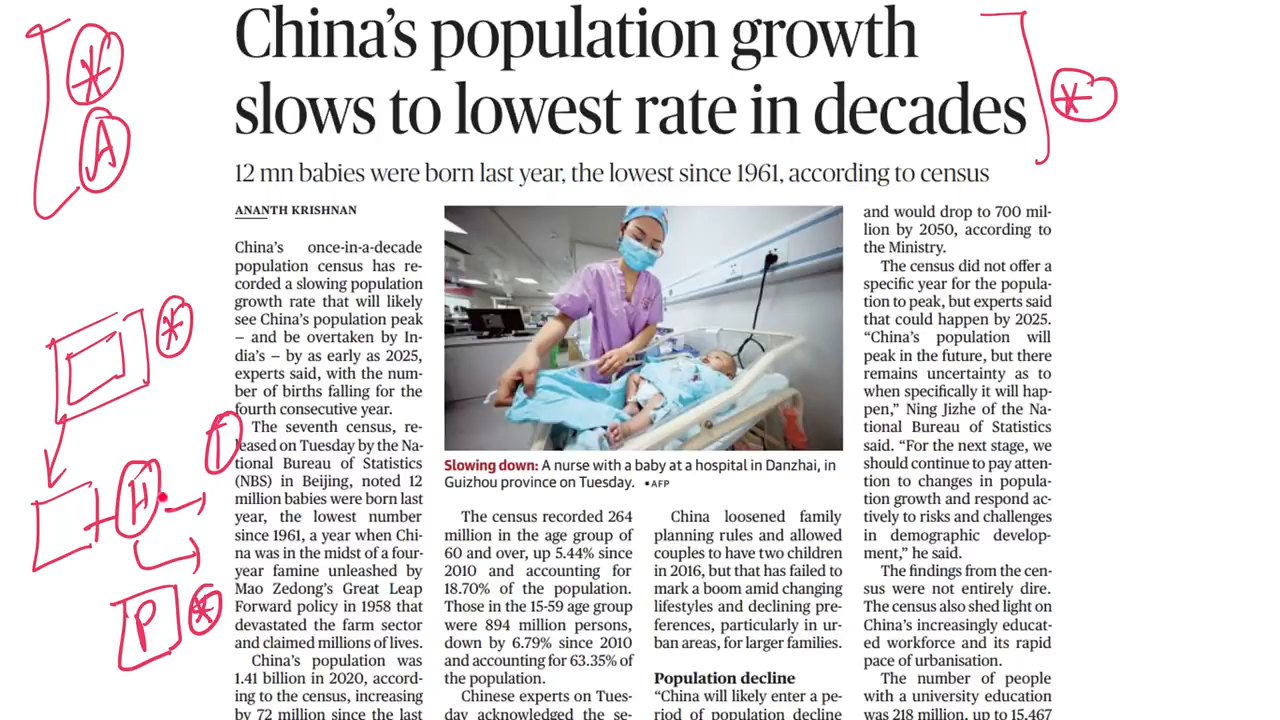 China's population growth
slows to lowest rate in decades
12 mn babies were born last year, the lowest since 1961, according to census
ANANTH KRISHNAN
China's once-in-a-decade
population census has re-
corded a slowing population
growth rate that will likely
see China's population peak
– and be overtaken by In-
dia's – by as early as 2025,
experts said, with the num-
ber of births falling for the
fourth consecutive year.
The seventh census, re-
leased on Tuesday by the Na-
tional Bureau of Statistics
(NBS) in Beijing, noted 12
million babies were born last
year, the lowest number
since 1961, a year when Chi-
na was in the midst of a four-
year famine unleashed by
Mao Zedong's Great Leap
Forward policy in 1958 that
devastated the farm sector
and claimed millions of lives.
China's population was
1.41 billion in 2020, accord-
ing to the census, increasing
by 72 million since the last
Slowing down: A nurse with a baby at a hospital in Danzhai, in
Guizhou province on Tuesday. ▪AFP
The census recorded 264
million in the age group of
60 and over, up 5.44% since
2010 and accounting for
18.70% of the population.
Those in the 15-59 age group
were 894 million persons,
down by 6.79% since 2010
and accounting for 63.35% of
the population.
Chinese experts on Tues-
day acknowledged the se-
China loosened family
planning rules and allowed
couples to have two children
in 2016, but that has failed to
mark a boom amid changing
lifestyles and declining pre-
ferences, particularly in ur-
ban areas, for larger families.
Population decline
"China will likely enter a pe-
riod of population decline
and would drop to 700 mil-
lion by 2050, according to
the Ministry.
The census did not offer a
specific year for the popula-
tion to peak, but experts said
that could happen by 2025.
"China's population will
peak in the future, but there
remains uncertainty as to
when specifically it will hap-
pen," Ning Jizhe of the Na-
tional Bureau of Statistics
said. "For the next stage, we
should continue to pay atten-
tion to changes in popula-
tion growth and respond ac-
tively to risks and challenges
in demographic develop-
ment," he said.
The findings from the cen-
sus were not entirely dire.
The census also shed light on
China's increasingly educat-
ed workforce and its rapid
pace of urbanisation.
The number of people
with a university education
was 218 million, up to 15,467
A
H
P